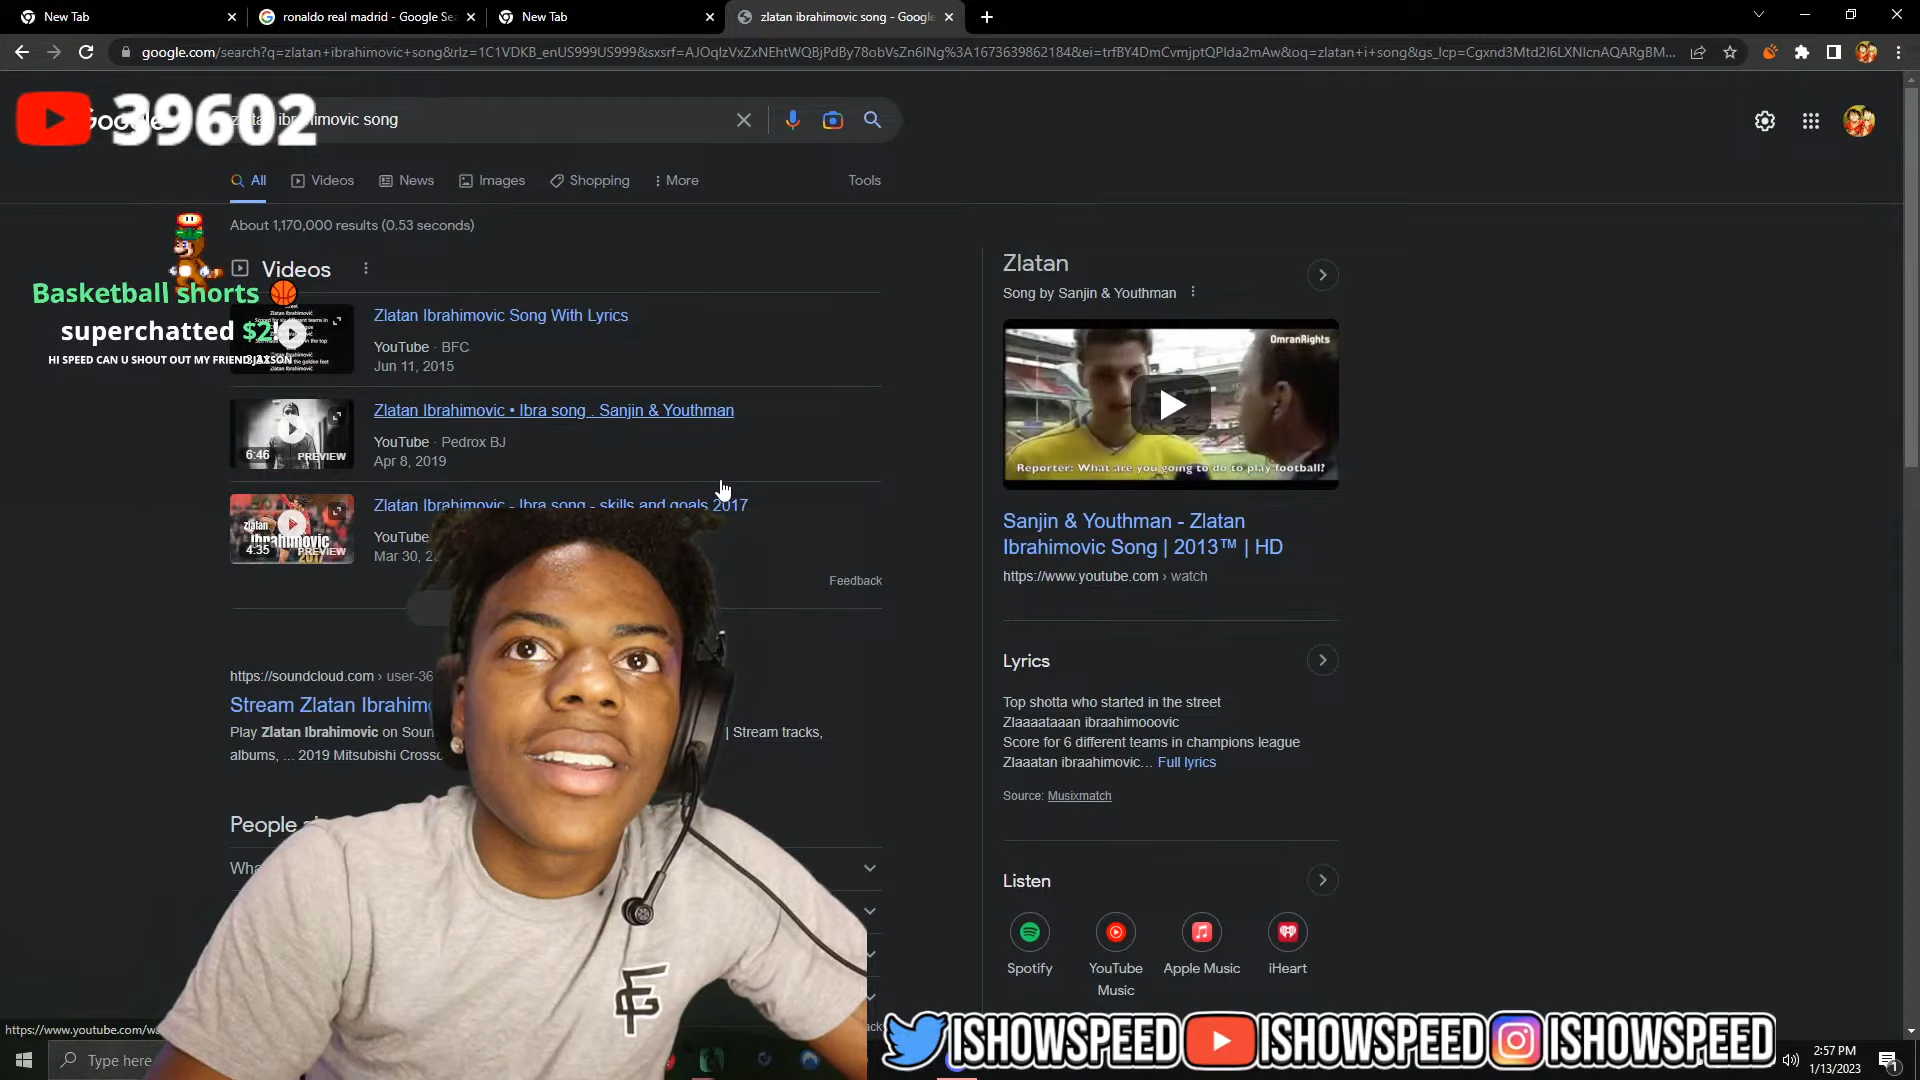 New Tab
ronaldo real madrid - Google Se
New Tab
zlatan ibrahimovic song - Google
google.com/search?q=zlatan+ibrahimovic+song&rlz=1C1VDKB_enUS999US999&sxsrf=AJOqlzVxZxNEhtWQBjPdBy78obVsZn6lNg%3A1673639862184&ei=trfBY4DmCvmjptQPlda2mAw&oq=zlatan+i+song&gs_lcp=Cgxnd3Mtd2l6LXNlcnAQARgBM...
39602
imovic song
All
Videos
News
Images
Shopping
More
Tools
About 1,170,000 results (0.53 seconds)
Videos
Basketball shorts
superchatted $2!
HI SPEED CAN U SHOUT OUT MY FRIEND JAXSON
Zlatan Ibrahimovic Song With Lyrics
YouTube · BFC
Jun 11, 2015
Zlatan Ibrahimovic • Ibra song . Sanjin & Youthman
YouTube · Pedrox BJ
Apr 8, 2019
6:46
PREVIEW
Zlatan Ibrahimovic - Ibra song - skills and goals 2017
YouTube
Mar 30, 2
zlatan
Ibrahimovic
2017
4:35
PREVIEW
Feedback
https://soundcloud.com › user-36
Stream Zlatan Ibrahim
Play Zlatan Ibrahimovic on Soun
| Stream tracks,
albums, ... 2019 Mitsubishi Crossc
People
Wha
https://www.youtube.com/wa
Zlatan
Song by Sanjin & Youthman
OmranRights
Reporter: What are you going to do to play football?
Sanjin & Youthman - Zlatan
Ibrahimovic Song | 2013™ | HD
https://www.youtube.com › watch
Lyrics
Top shotta who started in the street
Zlaaaataaan ibraahimooovic
Score for 6 different teams in champions league
Zlaaatan ibraahimovic… Full lyrics
Source: Musixmatch
Listen
Spotify
YouTube
Music
Apple Music
iHeart
FG
ISHOWSPEED
ISHOWSPEED
ISHOWSPEED
Type here
2:57 PM
1/13/2023
1